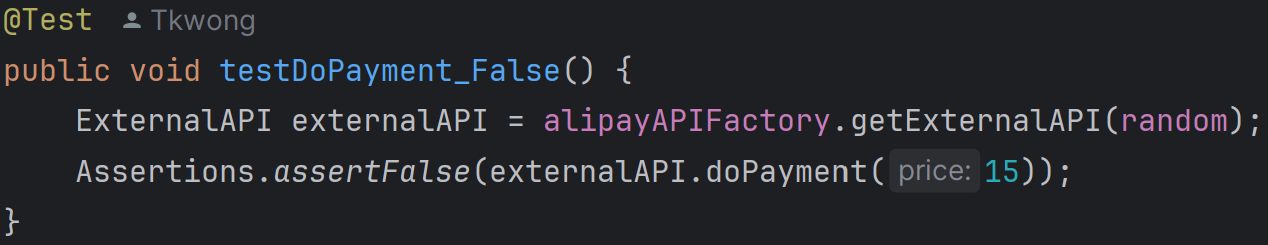 @Test Tkwong
public void testDoPayment_False() {
ExternalAPI externalAPI = alipayAPIFactory.getExternalAPI(random);
Assertions.assertFalse(externalAPI.doPayment( price: 15));
}